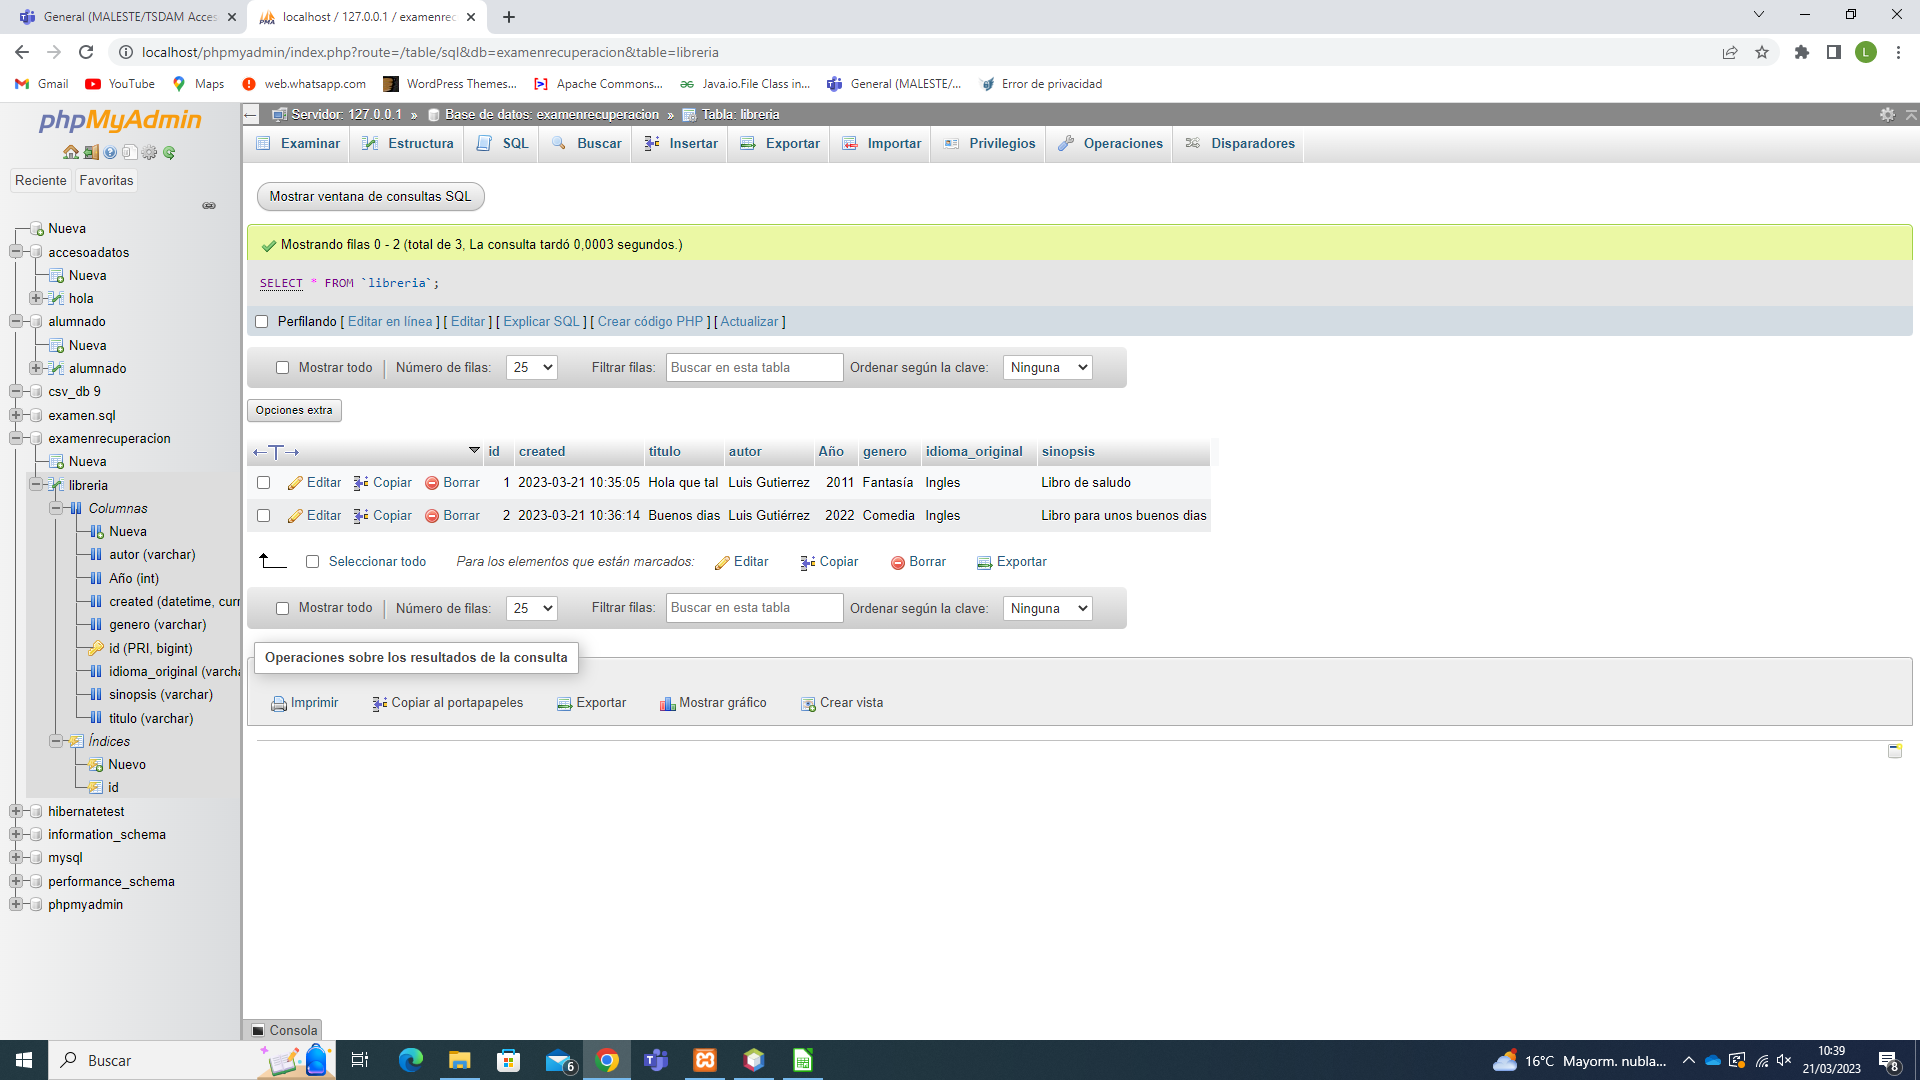 General (MALESTE/TSDAM Acces
localhost / 127.0.0.1 / examenrec
localhost/phpmyadmin/index.php?route=/table/sql&db=examenrecuperacion&table=libreria
L
Gmail YouTube Maps web.whatsapp.com WordPress Themes... Apache Commons... Java.io.File Class in... General (MALESTE/... Error de privacidad
phpMyAdmin
Reciente Favoritas
Nueva
accesoadatos
Nueva
hola
alumnado
Nueva
alumnado
csv_db 9
examen.sql
examenrecuperacion
Nueva
libreria
Columnas
Nueva
autor (varchar)
Año (int)
created (datetime, curr
genero (varchar)
id (PRI, bigint)
idioma_original (varcha
sinopsis (varchar)
titulo (varchar)
Índices
Nuevo
id
hibernatetest
information_schema
mysql
performance_schema
phpmyadmin
Servidor: 127.0.0.1 » Base de datos: examenrecuperacion » Tabla: libreria
Examinar Estructura SQL Buscar Insertar Exportar Importar Privilegios Operaciones Disparadores
Mostrar ventana de consultas SQL
Mostrando filas 0 - 2 (total de 3, La consulta tardó 0,0003 segundos.)
SELECT * FROM `libreria`;
Perfilando [ Editar en línea ] [ Editar ] [ Explicar SQL ] [ Crear código PHP ] [ Actualizar ]
Mostrar todo Número de filas: 25 Filtrar filas: Buscar en esta tabla Ordenar según la clave: Ninguna
Opciones extra
id created titulo autor Año genero idioma_original sinopsis
Editar Copiar Borrar 1 2023-03-21 10:35:05 Hola que tal Luis Gutierrez 2011 Fantasía Ingles Libro de saludo
Editar Copiar Borrar 2 2023-03-21 10:36:14 Buenos dias Luis Gutiérrez 2022 Comedia Ingles Libro para unos buenos dias
Seleccionar todo Para los elementos que están marcados: Editar Copiar Borrar Exportar
Mostrar todo Número de filas: 25 Filtrar filas: Buscar en esta tabla Ordenar según la clave: Ninguna
Operaciones sobre los resultados de la consulta
Imprimir Copiar al portapapeles Exportar Mostrar gráfico Crear vista
Consola
Buscar
6
16°C Mayorm. nubla...
10:39
21/03/2023
8